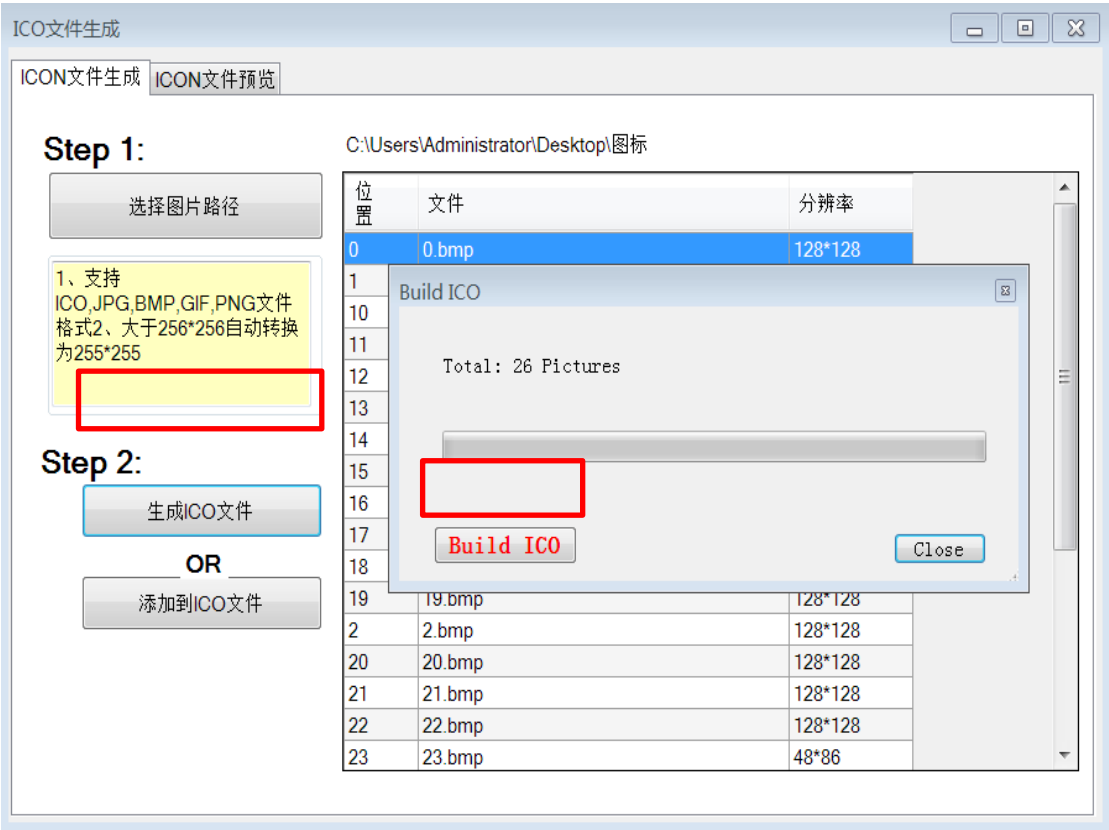 ICO文件生成
ICON文件生成 ICON文件预览
Step 1:
选择图片路径
1、支持
ICO,JPG,BMP,GIF,PNG文件
格式2、大于256*256自动转换
为255*255
Step 2:
生成ICO文件
OR
添加到ICO文件
C:\Users\Administrator\Desktop\图标
位置 文件 分辨率
0 0.bmp 128*128
1
10
11
12
13
14
15
16
17
18
19 19.bmp 128*128
2 2.bmp 128*128
20 20.bmp 128*128
21 21.bmp 128*128
22 22.bmp 128*128
23 23.bmp 48*86
Build ICO
Total: 26 Pictures
Build ICO
Close